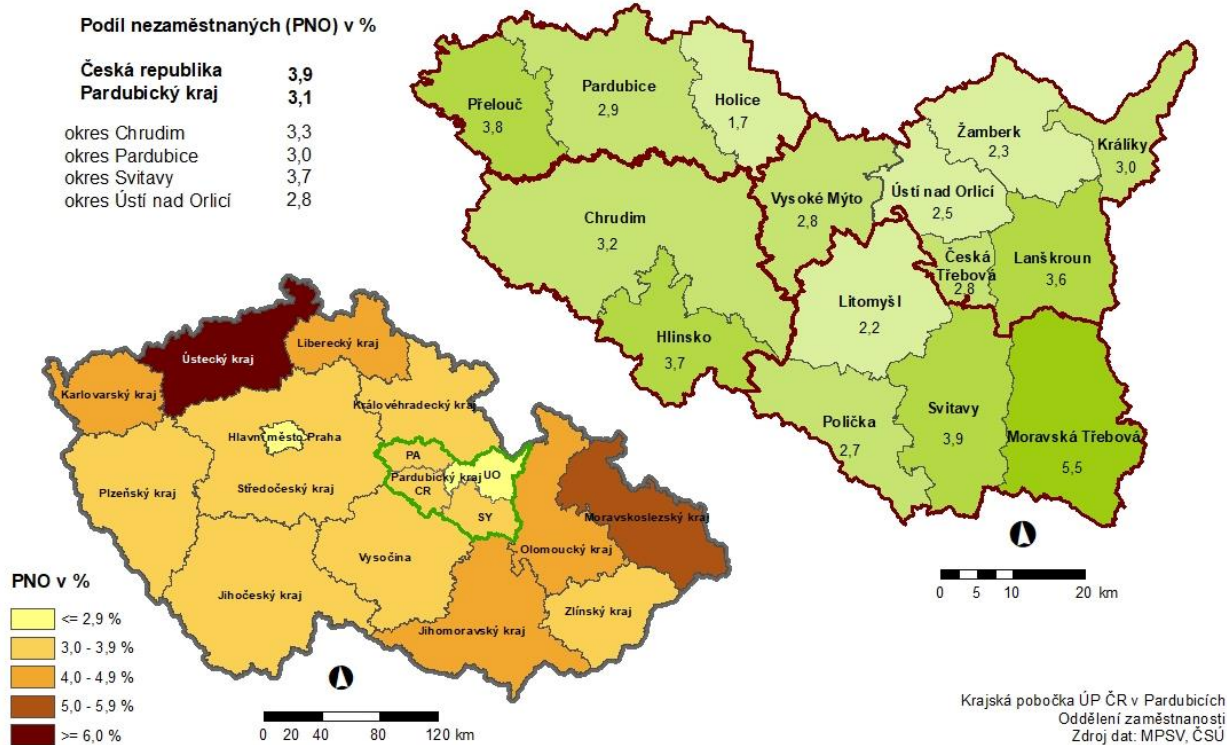 Podíl nezaměstnaných (PNO) v %
Česká republika 3,9
Pardubický kraj 3,1
okres Chrudim 3,3
okres Pardubice 3,0
okres Svitavy 3,7
okres Ústí nad Orlicí 2,8
Přelouč
3,8
Pardubice
2,9
Holice
1,7
Žamberk
2,3
Králíky
3,0
Vysoké Mýto
2,8
Ústí nad Orlicí
2,5
Chrudim
3,2
Česká
Třebová
2,8
Lanškroun
3,6
Litomyšl
2,2
Hlinsko
3,7
Polička
2,7
Svitavy
3,9
Moravská Třebová
5,5
0 5 10 20 km
Ústecký kraj
Liberecký kraj
Karlovarský kraj
Královéhradecký kraj
Hlavní město Praha
PA
Pardubický kraj
UO
CR
SY
Plzeňský kraj
Středočeský kraj
Moravskoslezský kraj
Olomoucký kraj
Vysočina
Jihočeský kraj
Zlínský kraj
Jihomoravský kraj
PNO v %
<= 2,9 %
3,0 - 3,9 %
4,0 - 4,9 %
5,0 - 5,9 %
>= 6,0 %
0 20 40 80 120 km
Krajská pobočka ÚP ČR v Pardubicích
Oddělení zaměstnanosti
Zdroj dat: MPSV, ČSÚ